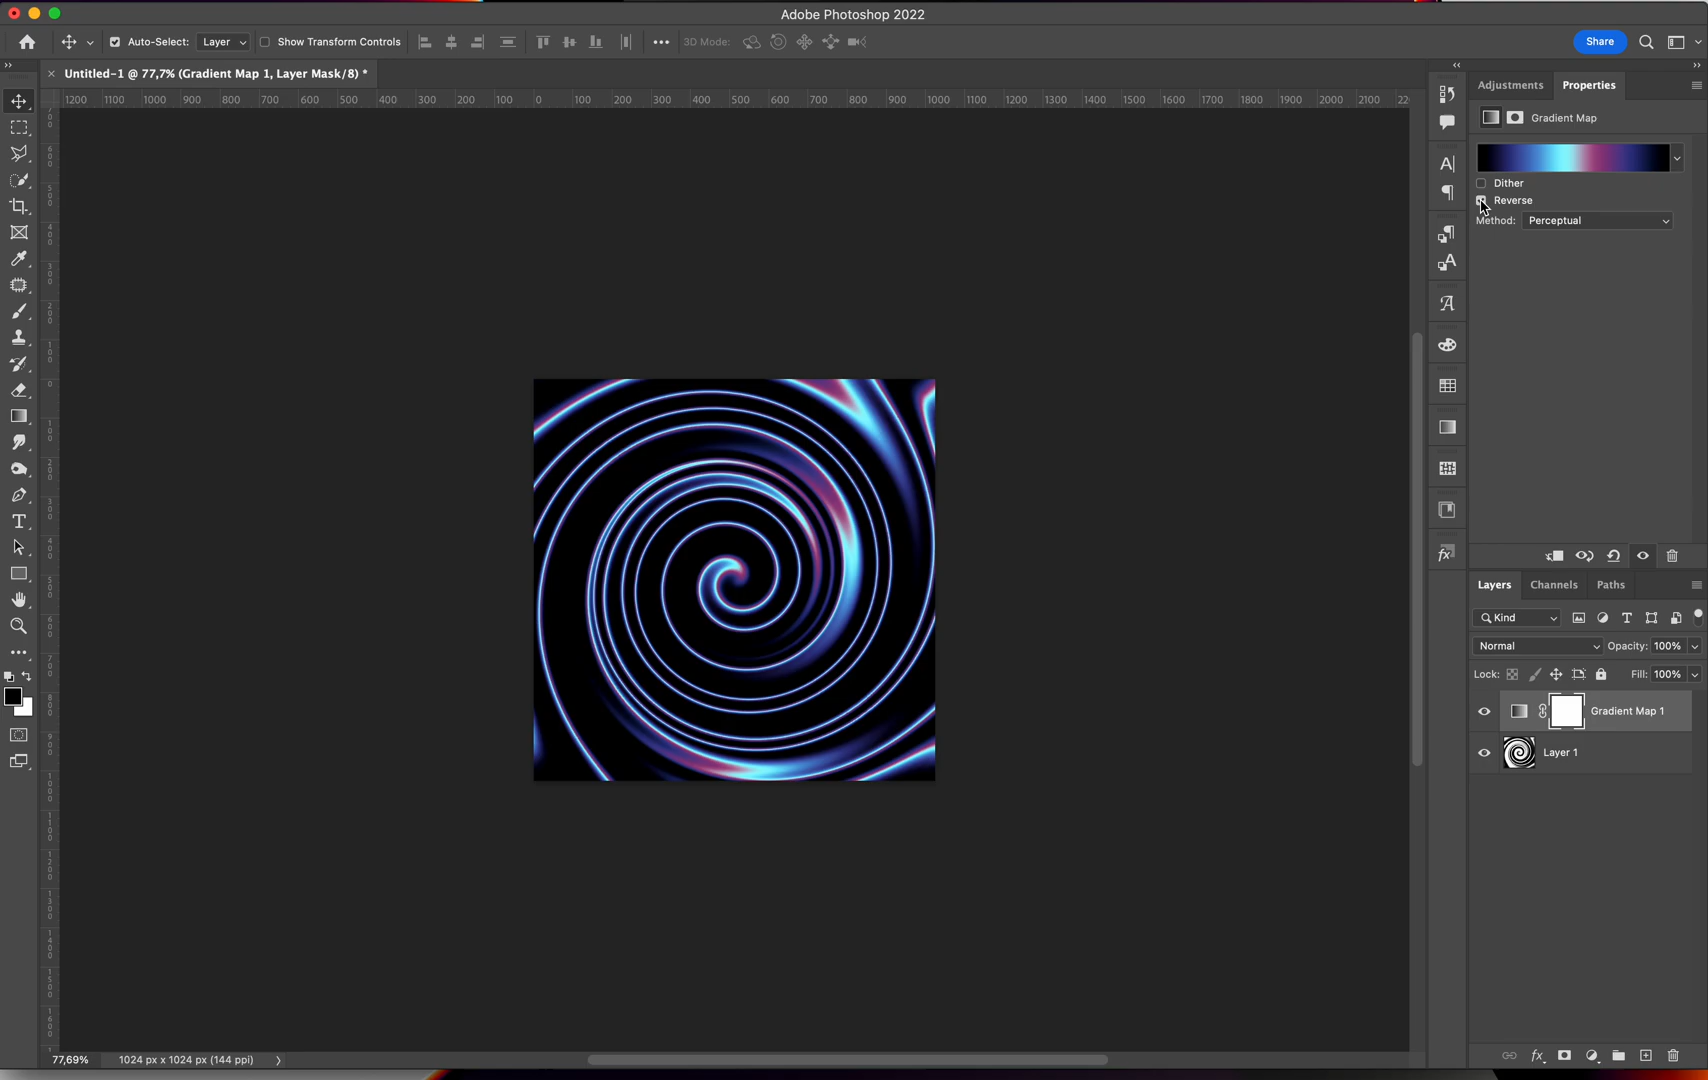 Adobe Photoshop 2022
Auto-Select: Layer Show Transform Controls 3D Mode: Share
Untitled-1 @ 77,7% (Gradient Map 1, Layer Mask/8) *
1200 1100 1000 900 800 700 600 500 400 300 200 100 0 100 200 300 400 500 600 700 800 900 1000 1100 1200 1300 1400 1500 1600 1700 1800 1900 2000 2100 22
Adjustments Properties
Gradient Map
Dither
Reverse
Method: Perceptual
Layers Channels Paths
Kind
Normal Opacity: 100%
Lock: Fill: 100%
Gradient Map 1
Layer 1
77,69% 1024 px x 1024 px (144 ppi)